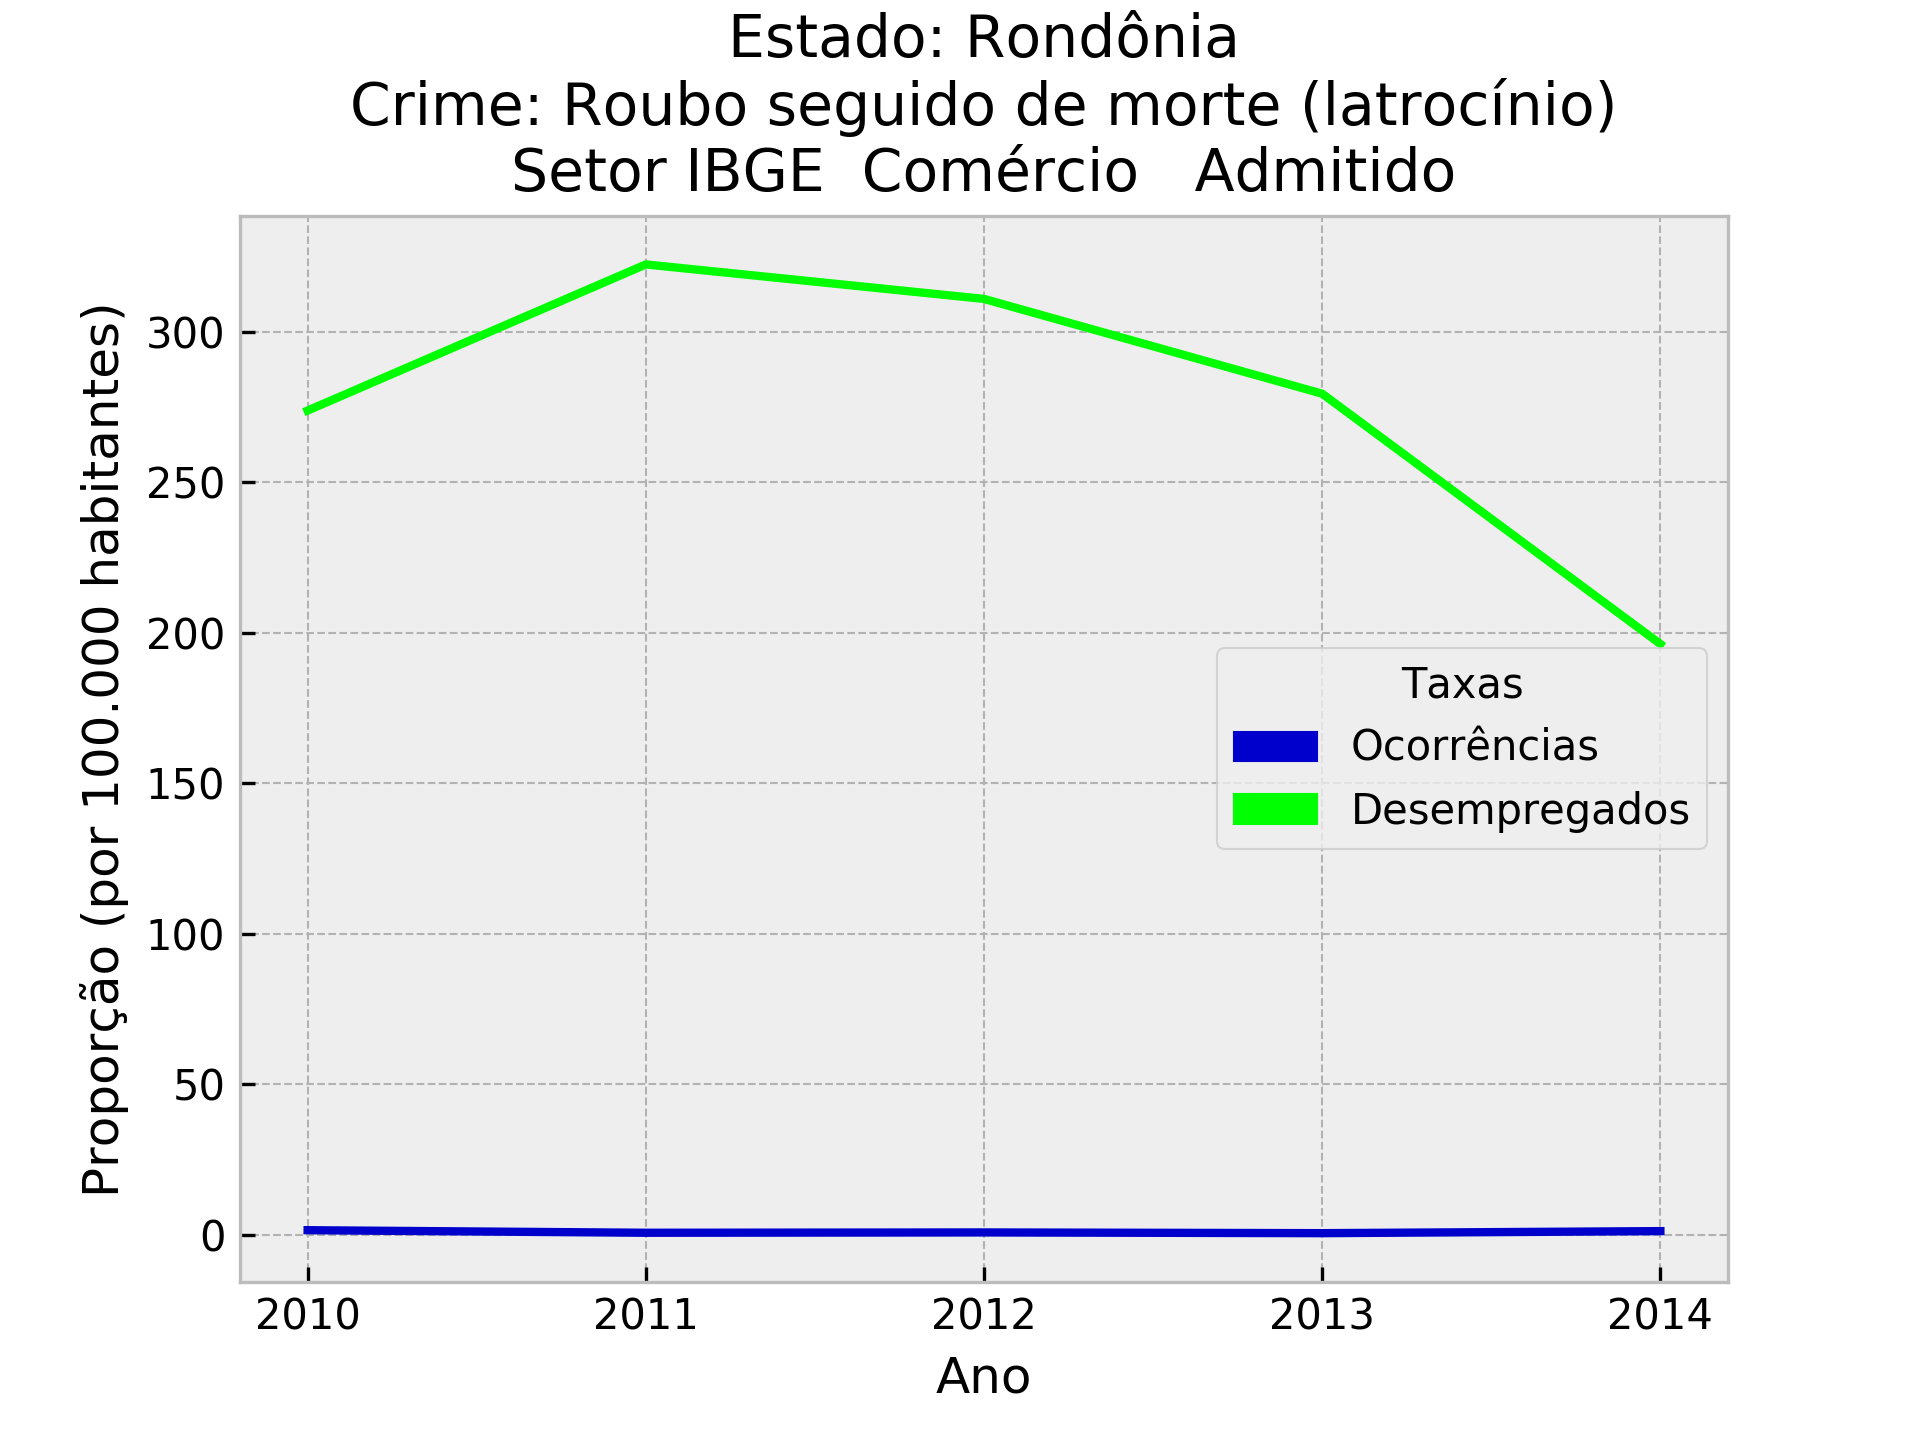 Estado: Rondônia
Crime: Roubo seguido de morte (latrocínio)
Setor IBGE  Comércio   Admitido
Proporção (por 100.000 habitantes)
300
250
200
150
100
50
0
Taxas
Ocorrências
Desempregados
2010 2011 2012 2013 2014
Ano